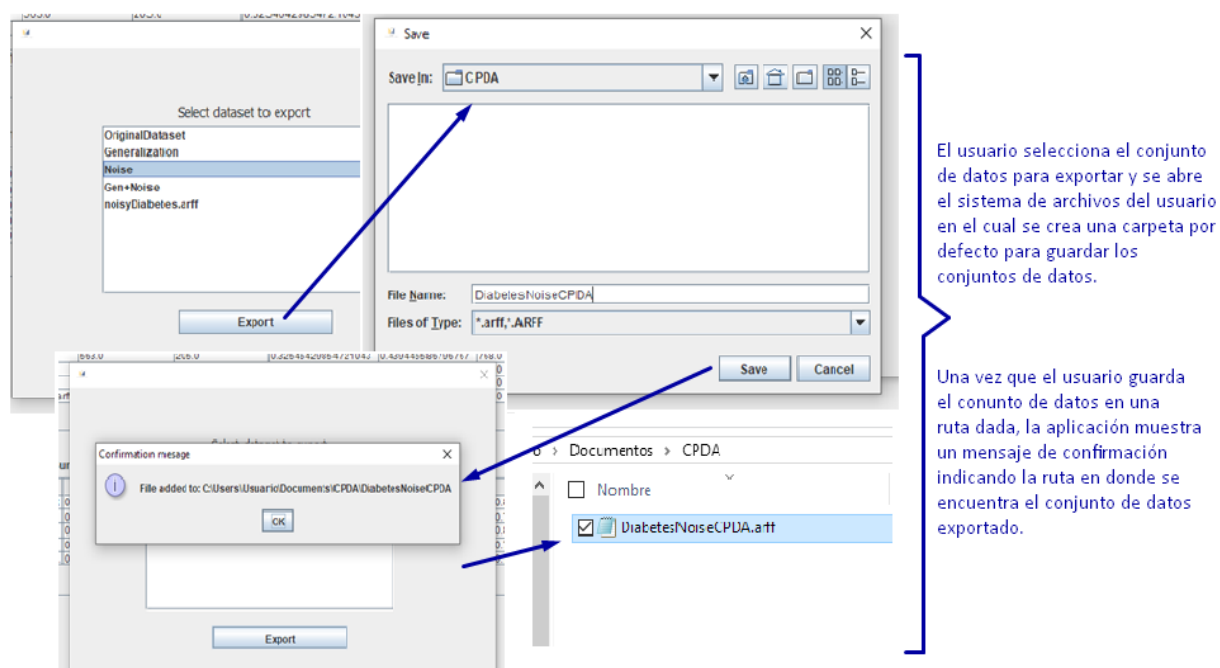 Select dataset to export
OriginalDataset
Generalization
Noise
Gen+Noise
noisyDiabetes.arff
Export
Save
Save In:
CPDA
File Name:
DiabetesNoiseCPDA
Files of Type:
*.arff,*.ARFF
Save
Cancel
El usuario selecciona el conjunto
de datos para exportar y se abre
el sistema de archivos del usuario
en el cual se crea una carpeta por
defecto para guardar los
conjuntos de datos.
Una vez que el usuario guarda
el conunto de datos en una
ruta dada, la aplicación muestra
un mensaje de confirmación
indicando la ruta en donde se
encuentra el conjunto de datos
exportado.
Confirmation mesage
File added to: C:\Users\Usuario\Documents\CPDA\DiabetesNoiseCPDA
OK
Export
Documentos > CPDA
Nombre
DiabetesNoiseCPDA.arff